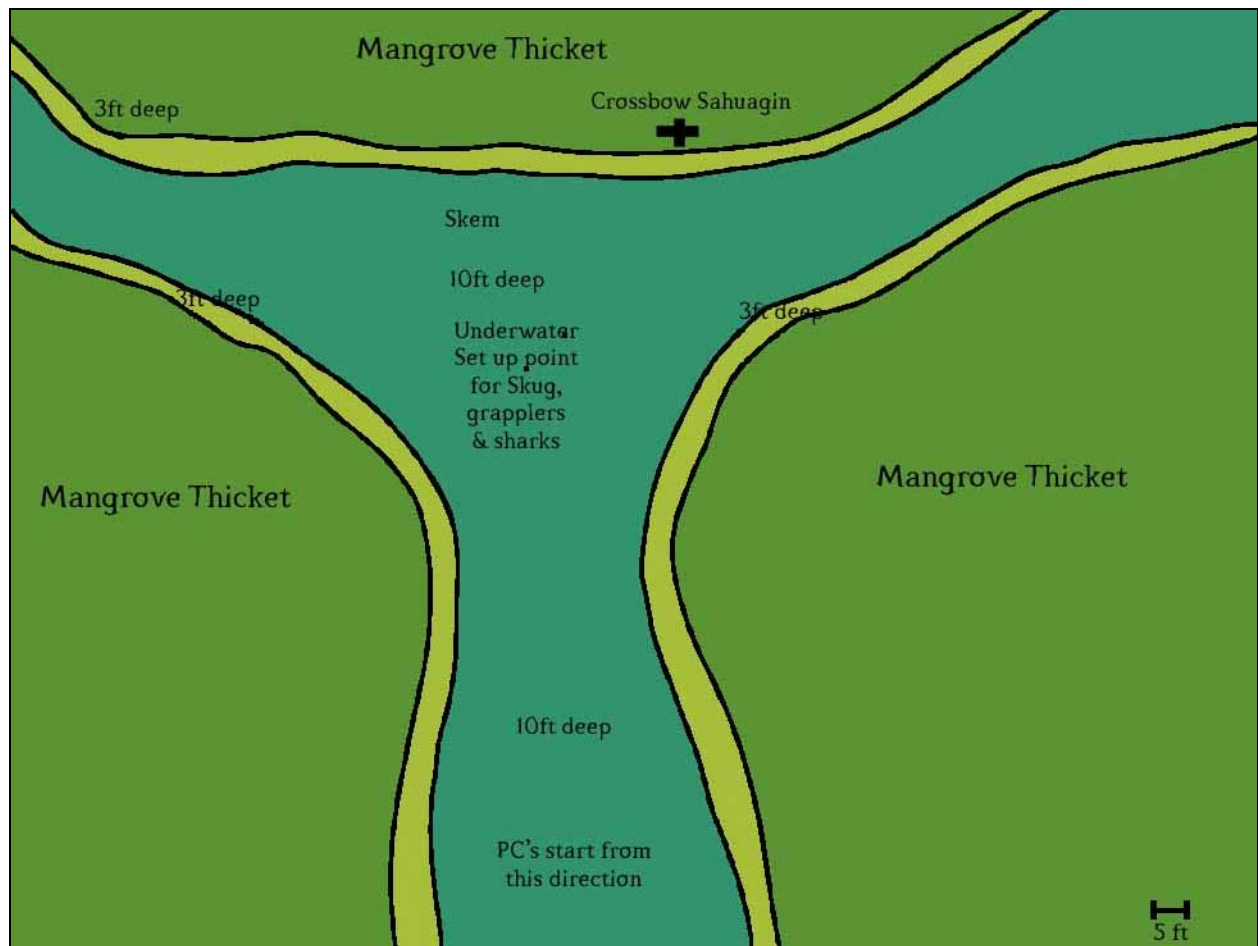 Mangrove Thicket
Crossbow Sahuagin
3ft deep
Skem
10ft deep
3ft deep
3ft deep
Underwater
Set up point
for Skug,
grapplers
& sharks
Mangrove Thicket
Mangrove Thicket
10ft deep
PC's start from
this direction
5 ft